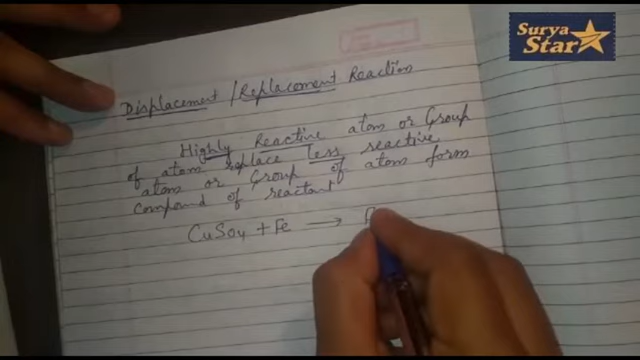 Surya
Star
Displacement / Replacement Reaction
Highly Reactive atom or Group
of atom replace less reactive
atom or Group of atom form
compound of reactant
CuSO4 + Fe → F